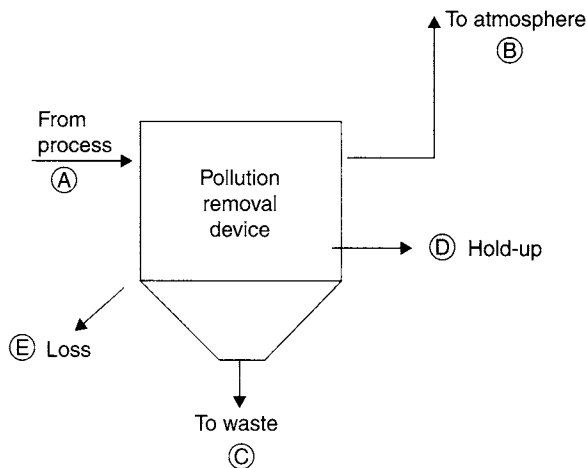 To atmosphere
B
From
process
A
Pollution
removal
device
D Hold-up
E Loss
To waste
C